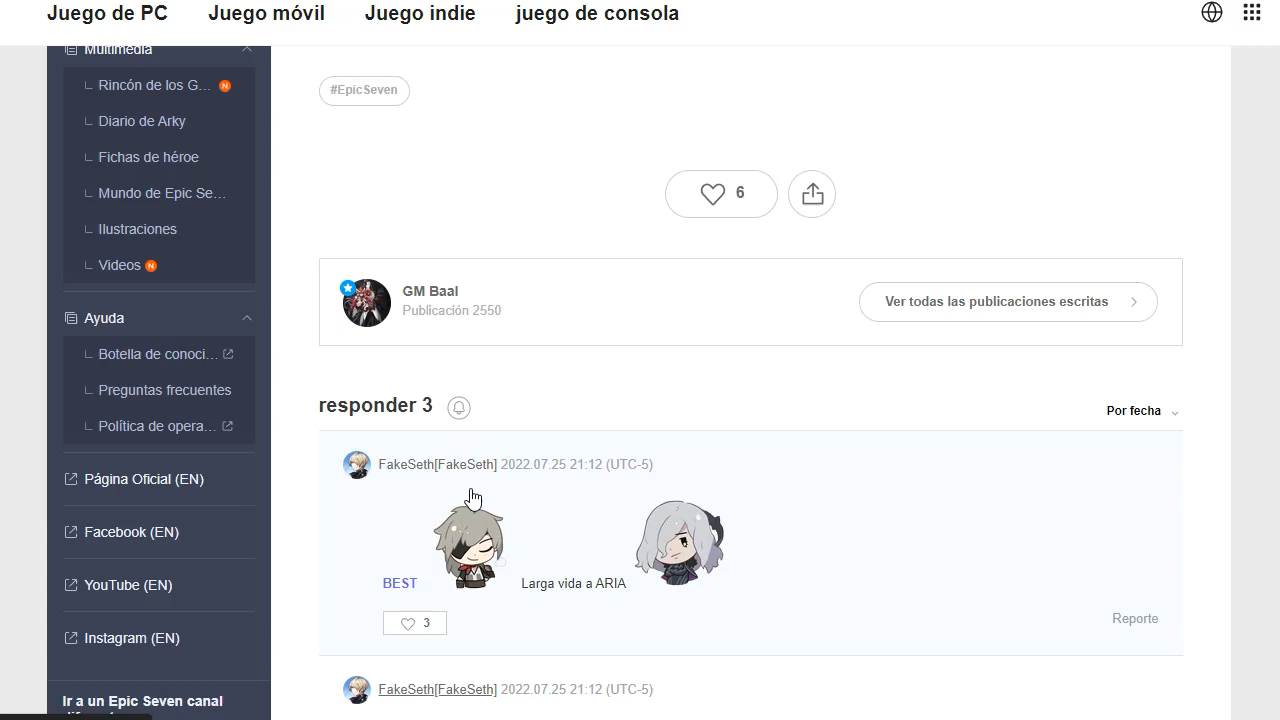 Juego de PC Juego móvil Juego indie juego de consola
Multimedia
Rincón de los G... N
Diario de Arky
Fichas de héroe
Mundo de Epic Se...
Ilustraciones
Videos N
Ayuda
Botella de conoci...
Preguntas frecuentes
Política de opera...
Página Oficial (EN)
Facebook (EN)
YouTube (EN)
Instagram (EN)
Ir a un Epic Seven canal
#EpicSeven
6
GM Baal
Publicación 2550
Ver todas las publicaciones escritas
responder 3
Por fecha
FakeSeth[FakeSeth] 2022.07.25 21:12 (UTC-5)
BEST Larga vida a ARIA
3
Reporte
FakeSeth[FakeSeth] 2022.07.25 21:12 (UTC-5)